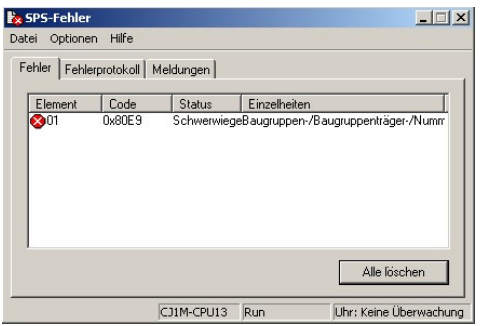 SPS-Fehler
Datei Optionen Hilfe
Fehler Fehlerprotokoll Meldungen
Element Code Status Einzelheiten
01 0x80E9 SchwerwiegeBaugruppen-/Baugruppenträger-/Numm
Alle löschen
CJ1M-CPU13 Run Uhr: Keine Überwachung